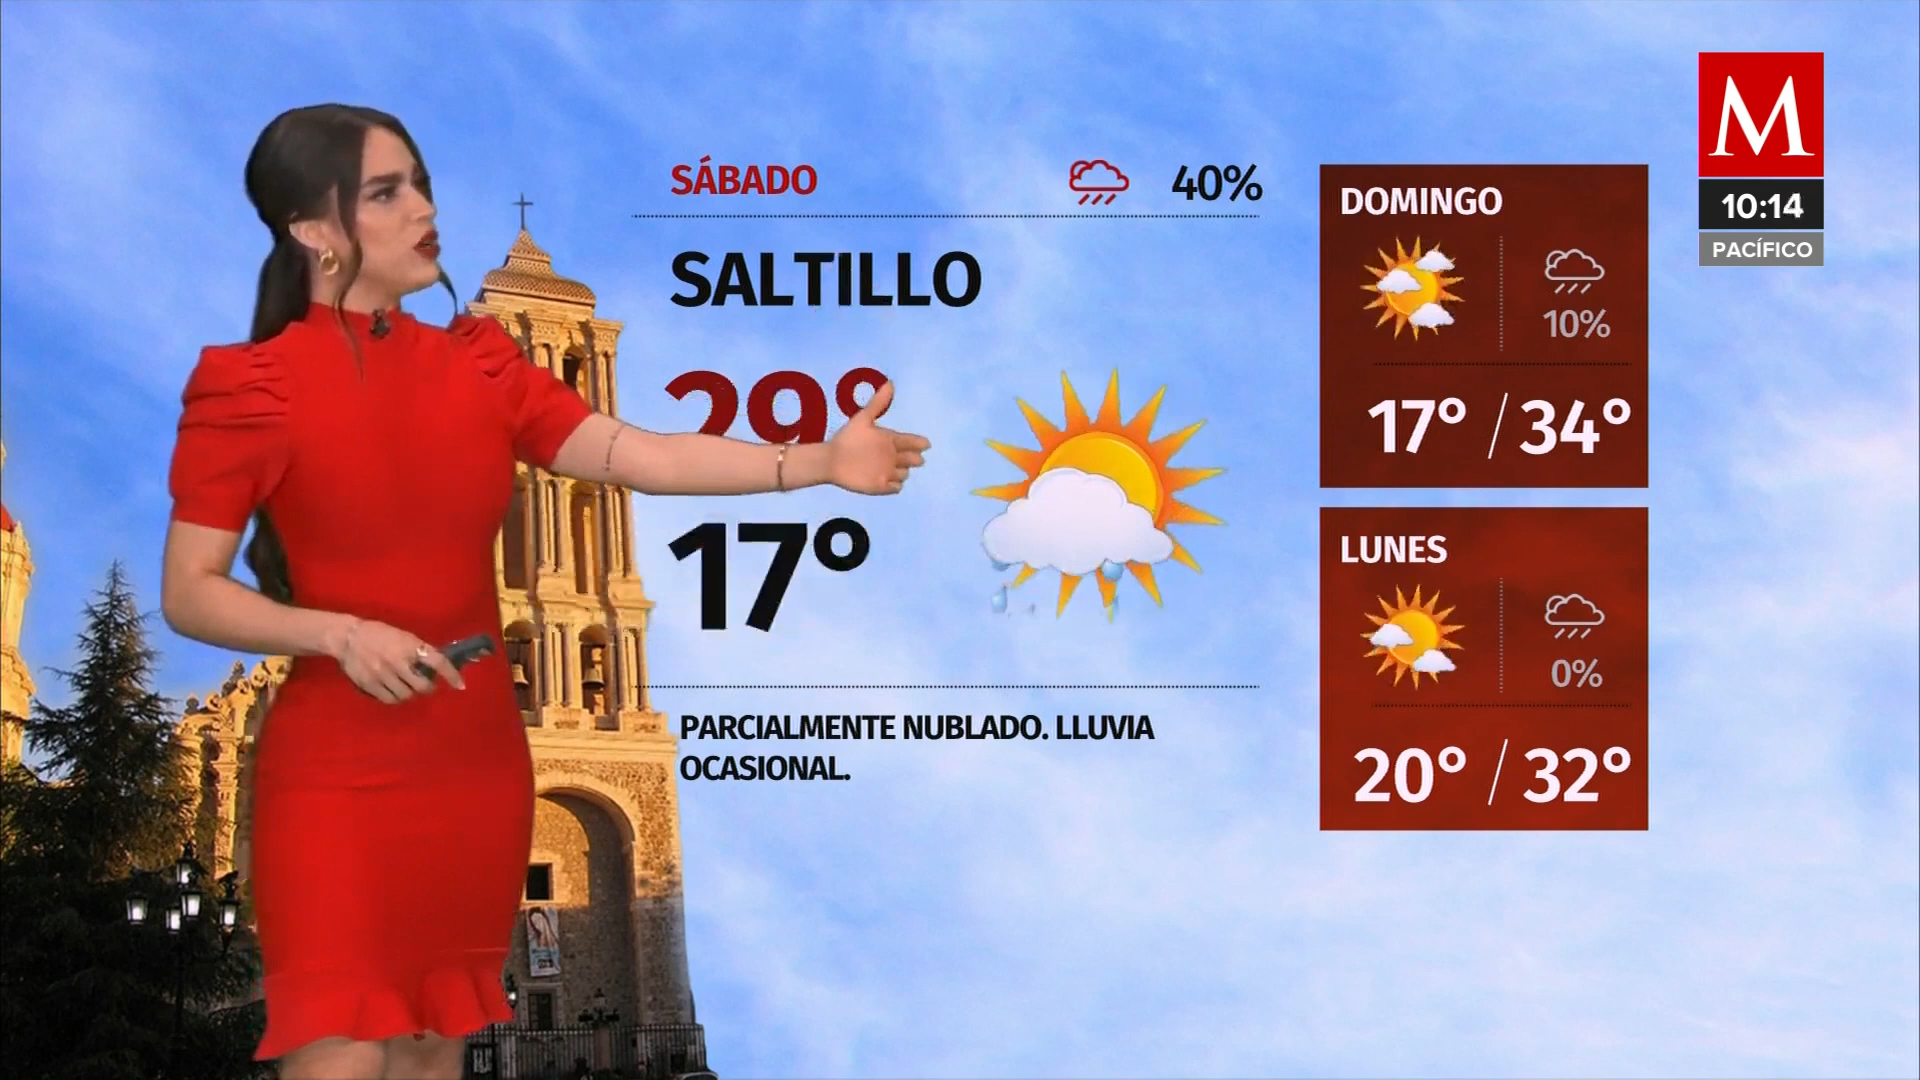 SÁBADO
40%
SALTILLO
29°
17°
PARCIALMENTE NUBLADO. LLUVIA
OCASIONAL.
DOMINGO
10%
17° / 34°
LUNES
0%
20° / 32°
M
10:14
PACÍFICO